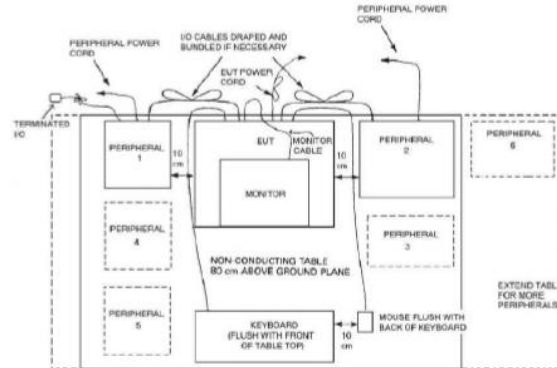 PERIPHERAL POWER
CORD
I/O CABLES DRAPED AND
BUNDLED IF NECESSARY
EUT POWER
CORD
PERIPHERAL POWER
CORD
TERMINATED
I/O
PERIPHERAL
1
10
cm
EUT
MONITOR
CABLE
MONITOR
10
cm
PERIPHERAL
2
PERIPHERAL
6
PERIPHERAL
4
PERIPHERAL
3
NON-CONDUCTING TABLE
80 cm ABOVE GROUND PLANE
PERIPHERAL
5
KEYBOARD
(FLUSH WITH FRONT
OF TABLE TOP)
10
cm
MOUSE FLUSH WITH
BACK OF KEYBOARD
EXTEND TABL
FOR MORE
PERIPHERALS